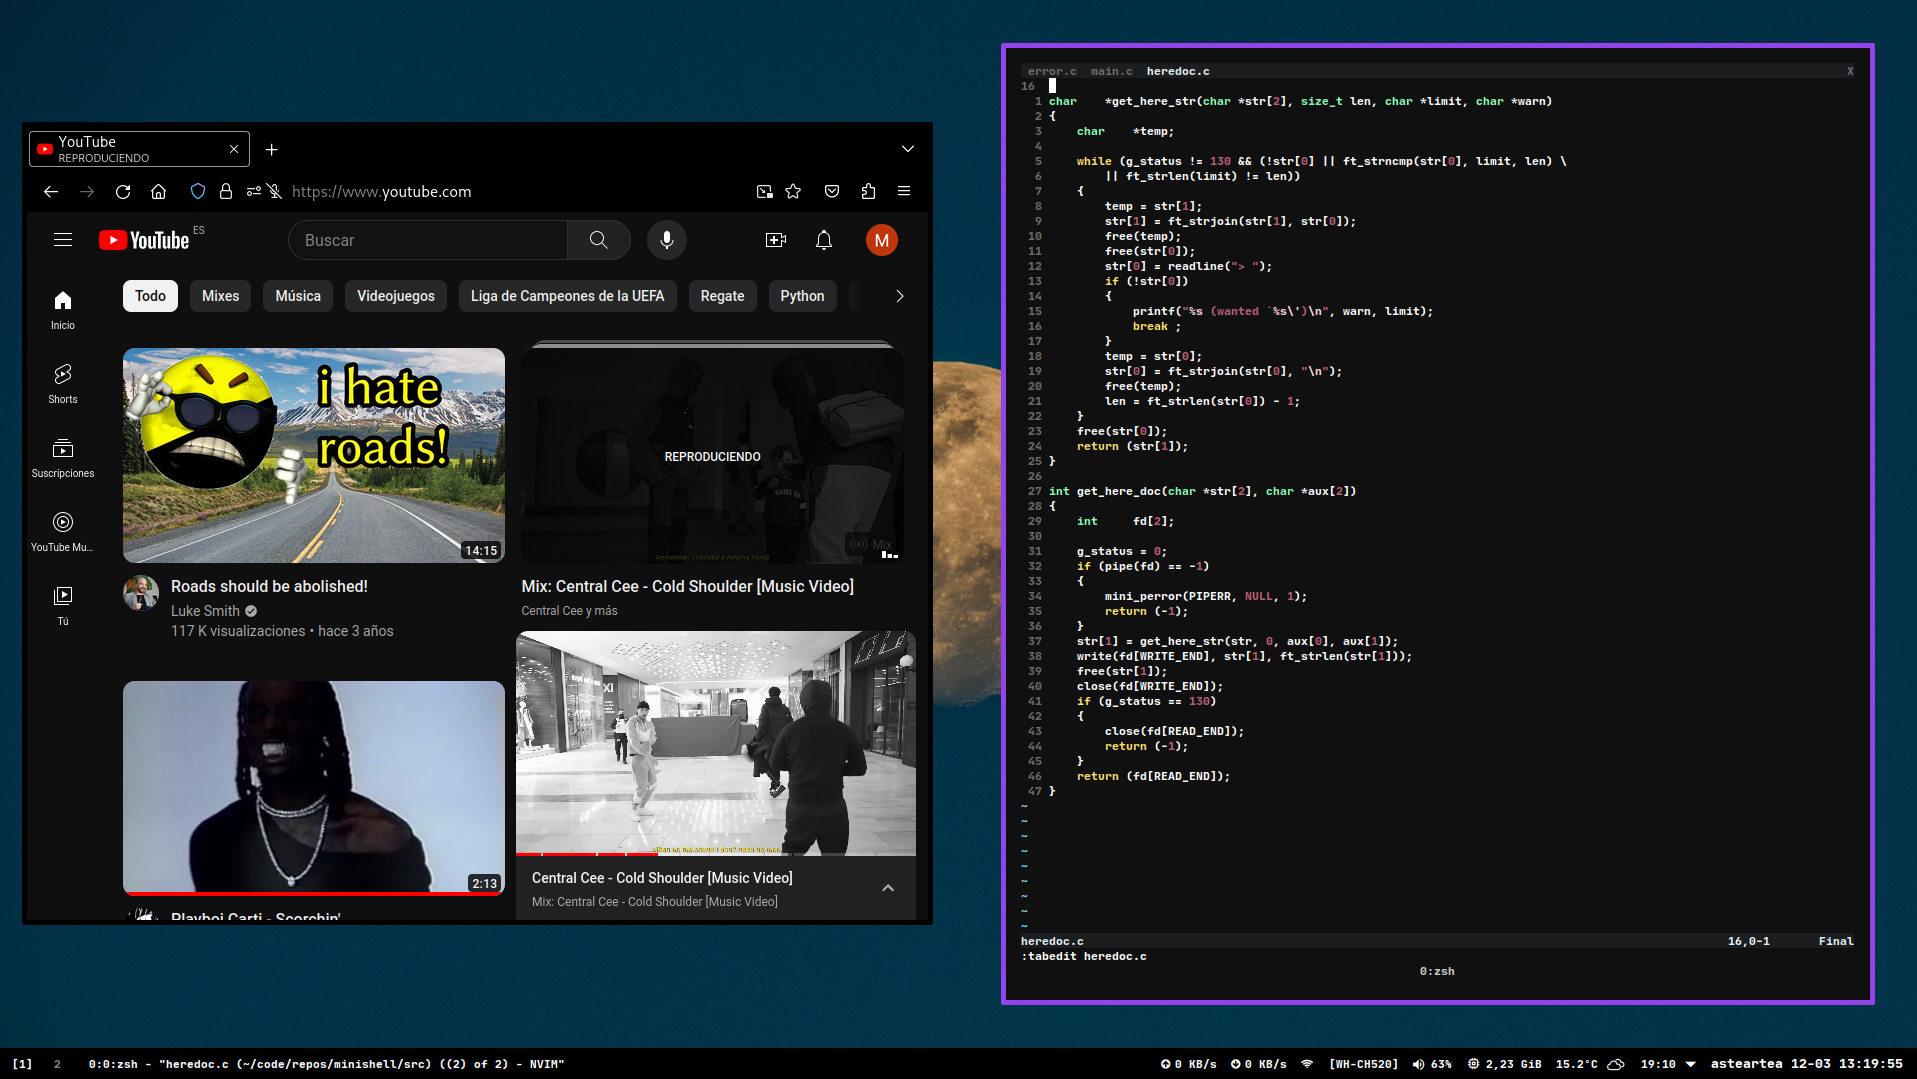 YouTube
REPRODUCIENDO
https://www.youtube.com
YouTube ES
Buscar
M
Todo Mixes Música Videojuegos Liga de Campeones de la UEFA Regate Python
Inicio
Shorts
Suscripciones
YouTube Mu...
Tú
i hate
roads!
14:15
Roads should be abolished!
Luke Smith
117 K visualizaciones • hace 3 años
REPRODUCIENDO
(remember I needed a helping hand)
Mix
Mix: Central Cee - Cold Shoulder [Music Video]
Central Cee y más
2:13
Playboi Carti - Scorchin'
Central Cee - Cold Shoulder [Music Video]
Mix: Central Cee - Cold Shoulder [Music Video]
error.c main.c heredoc.c X
16
1 char *get_here_str(char *str[2], size_t len, char *limit, char *warn)
2 {
3 char *temp;
4
5 while (g_status != 130 && (!str[0] || ft_strncmp(str[0], limit, len) \
6 || ft_strlen(limit) != len))
7 {
8 temp = str[1];
9 str[1] = ft_strjoin(str[1], str[0]);
10 free(temp);
11 free(str[0]);
12 str[0] = readline("> ");
13 if (!str[0])
14 {
15 printf("%s (wanted `%s\')\n", warn, limit);
16 break ;
17 }
18 temp = str[0];
19 str[0] = ft_strjoin(str[0], "\n");
20 free(temp);
21 len = ft_strlen(str[0]) - 1;
22 }
23 free(str[0]);
24 return (str[1]);
25 }
26
27 int get_here_doc(char *str[2], char *aux[2])
28 {
29 int fd[2];
30
31 g_status = 0;
32 if (pipe(fd) == -1)
33 {
34 mini_perror(PIPERR, NULL, 1);
35 return (-1);
36 }
37 str[1] = get_here_str(str, 0, aux[0], aux[1]);
38 write(fd[WRITE_END], str[1], ft_strlen(str[1]));
39 free(str[1]);
40 close(fd[WRITE_END]);
41 if (g_status == 130)
42 {
43 close(fd[READ_END]);
44 return (-1);
45 }
46 return (fd[READ_END]);
47 }
~
~
~
~
~
~
~
~
~
heredoc.c 16,0-1 Final
:tabedit heredoc.c
0:zsh
[1] 2 0:0:zsh - "heredoc.c (~/code/repos/minishell/src) ((2) of 2) - NVIM" 0 KB/s 0 KB/s [WH-CH520] 63% 2,23 GiB 15.2°C 19:10 asteartea 12-03 13:19:55